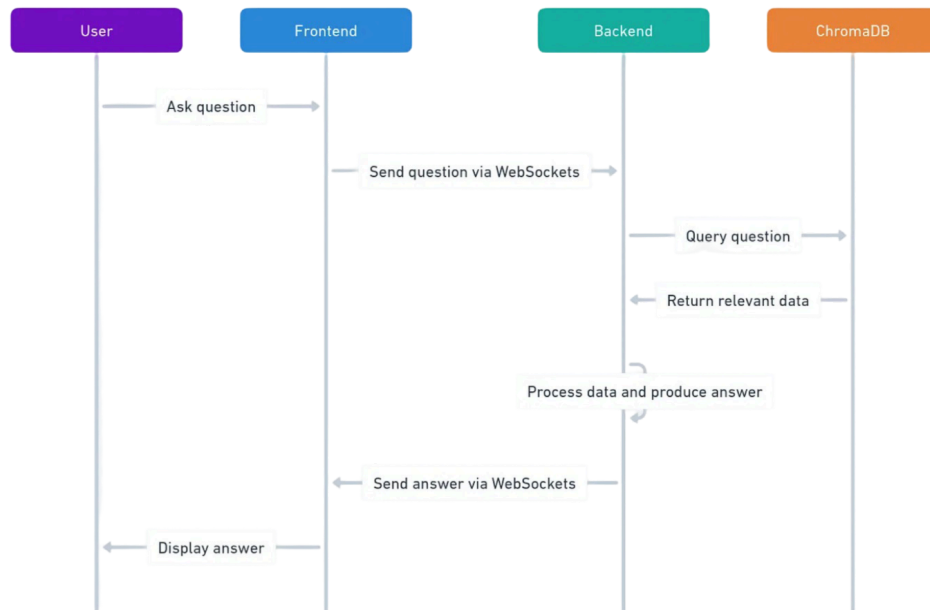 User
Frontend
Backend
ChromaDB
Ask question
Send question via WebSockets
Query question
Return relevant data
Process data and produce answer
Send answer via WebSockets
Display answer